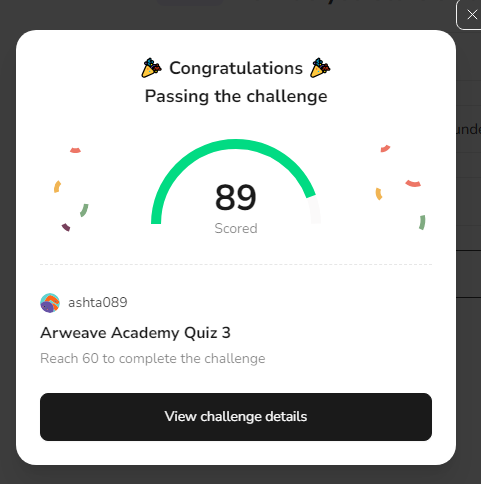 Congratulations
Passing the challenge
89
Scored
ashta089
Arweave Academy Quiz 3
Reach 60 to complete the challenge
View challenge details